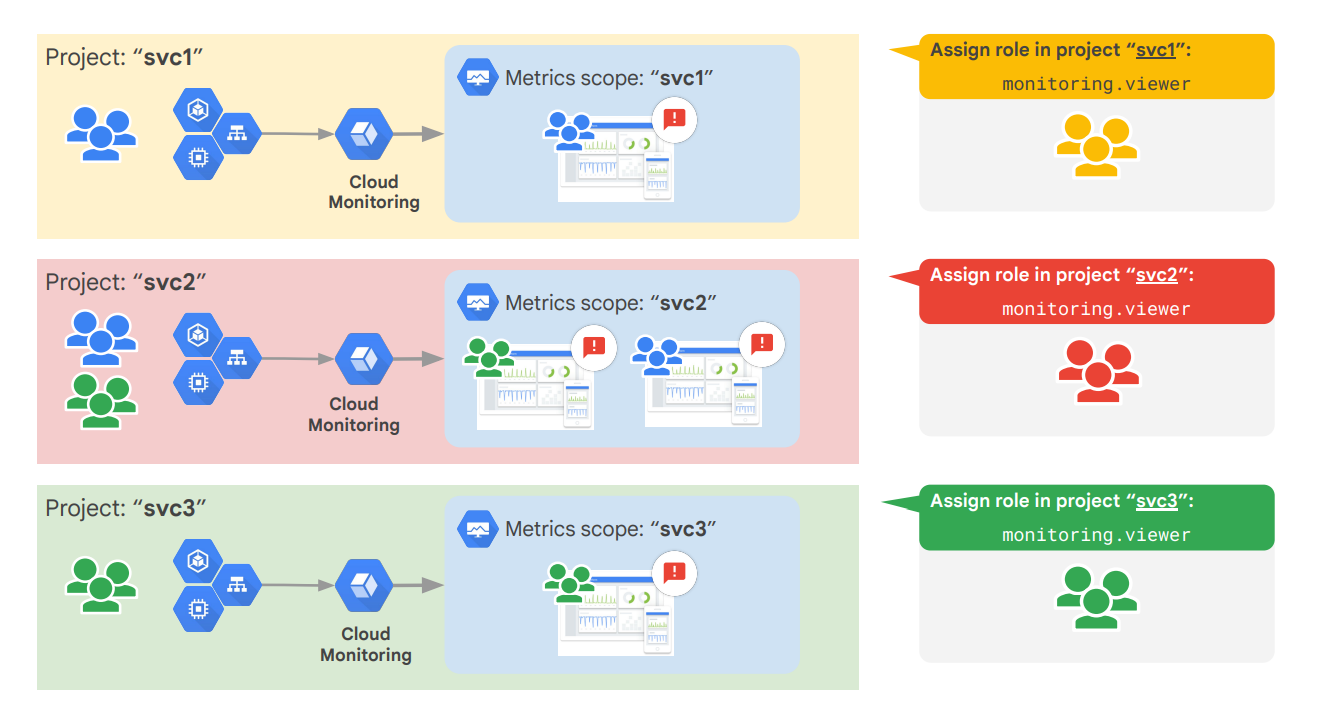 Project: “svc1”
Metrics scope: “svc1”
Cloud
Monitoring
Assign role in project “svc1”:
monitoring.viewer
Project: “svc2”
Metrics scope: “svc2”
Cloud
Monitoring
Assign role in project “svc2”:
monitoring.viewer
Project: “svc3”
Metrics scope: “svc3”
Cloud
Monitoring
Assign role in project “svc3”:
monitoring.viewer